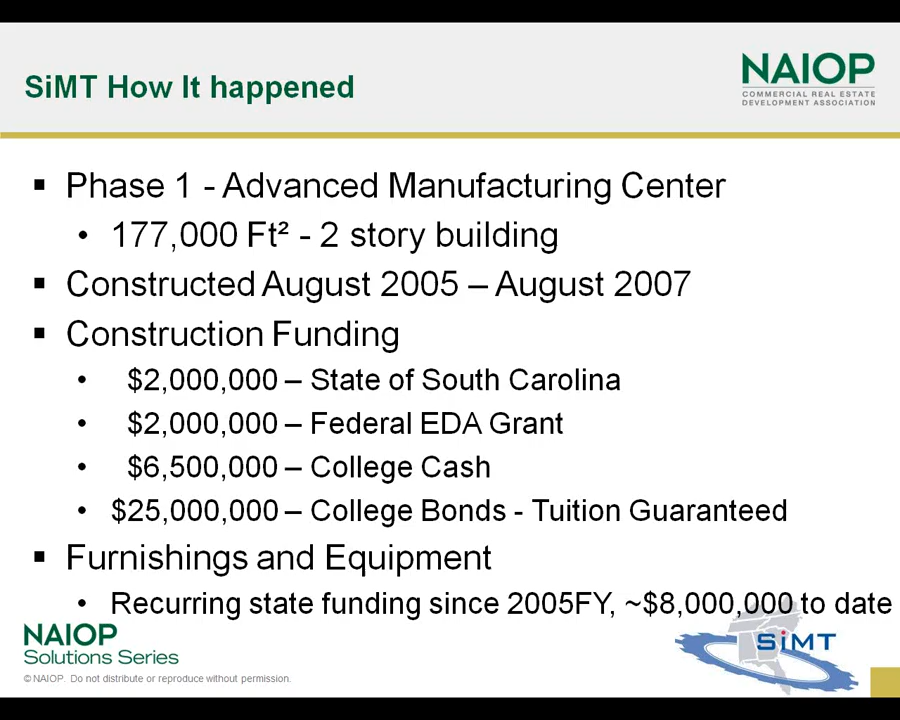 SiMT How It happened
NAIOP
COMMERCIAL REAL ESTATE
DEVELOPMENT ASSOCIATION
▪ Phase 1 - Advanced Manufacturing Center
• 177,000 Ft² - 2 story building
▪ Constructed August 2005 – August 2007
▪ Construction Funding
• $2,000,000 – State of South Carolina
• $2,000,000 – Federal EDA Grant
• $6,500,000 – College Cash
• $25,000,000 – College Bonds - Tuition Guaranteed
▪ Furnishings and Equipment
• Recurring state funding since 2005FY, ~$8,000,000 to date
NAIOP
Solutions Series
© NAIOP. Do not distribute or reproduce without permission.
SiMT